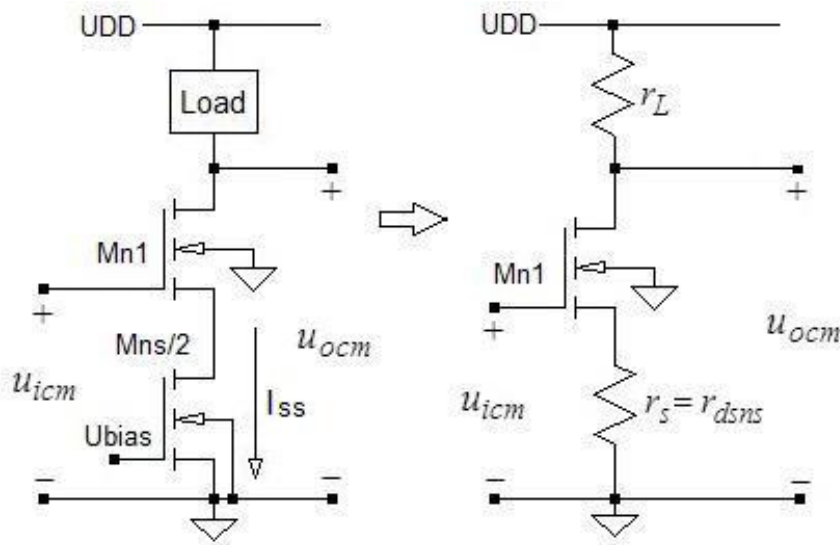 UDD
Load
+
Mn1
+
Mns/2
u_icm
u_ocm
Iss
Ubias
−
−
UDD
r_L
+
Mn1
+
u_ocm
u_icm
r_s=r_dsns
−
−